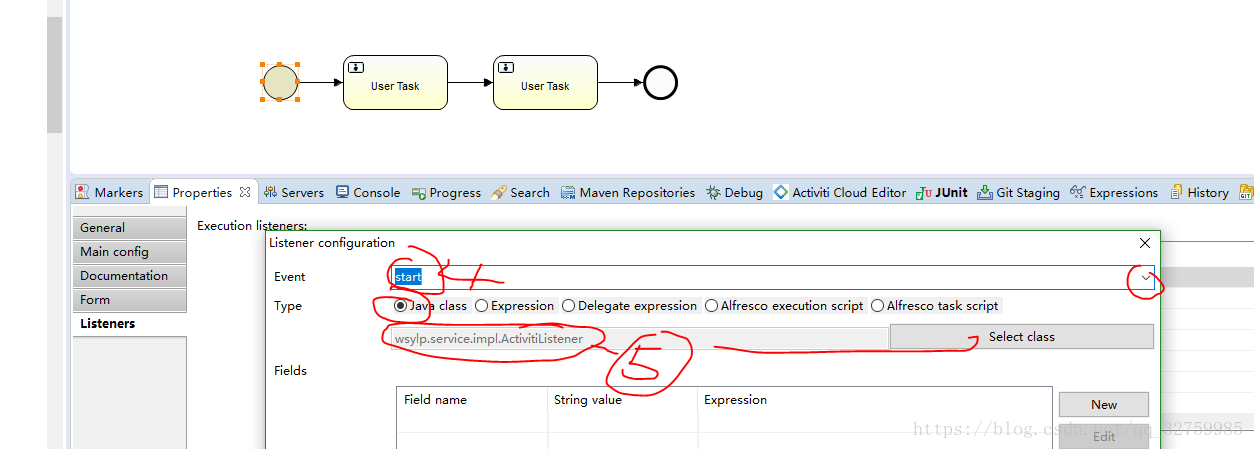 User Task
User Task
Markers Properties Servers Console Progress Search Maven Repositories Debug Activiti Cloud Editor JUnit Git Staging Expressions History
General
Main config
Documentation
Form
Listeners
Execution listeners:
Listener configuration
Event start
Type Java class Expression Delegate expression Alfresco execution script Alfresco task script
wsylp.service.impl.ActivitiListener Select class
5
Fields
Field name String value Expression
New
Edit
https://blog.csdn.net/qq_32759985